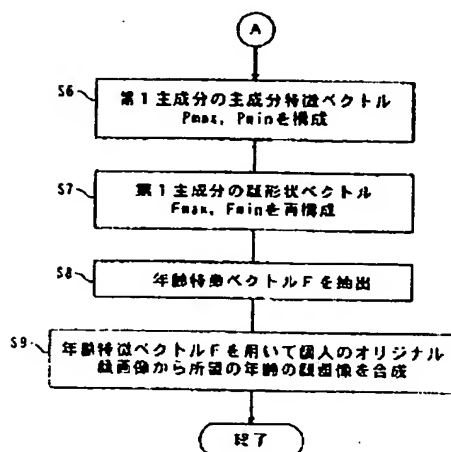 A
S6
第1主成分の主成分特徴ベクトル
Pmax, Pminを構成
S7
第1主成分の顔形状ベクトル
Fmax, Fminを再構成
S8
年齢特徴ベクトルFを抽出
S9
年齢特徴ベクトルFを用いて個人のオリジナル
顔画像から所望の年齢の顔画像を合成
終了